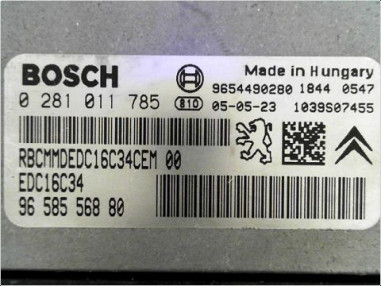 BOSCH
Made in Hungary
9654490280 1844 0547
0 281 011 785 B10 05-05-23 1039S07455
RBCMMDEDC16C34CEM 00
EDC16C34
96 585 568 80